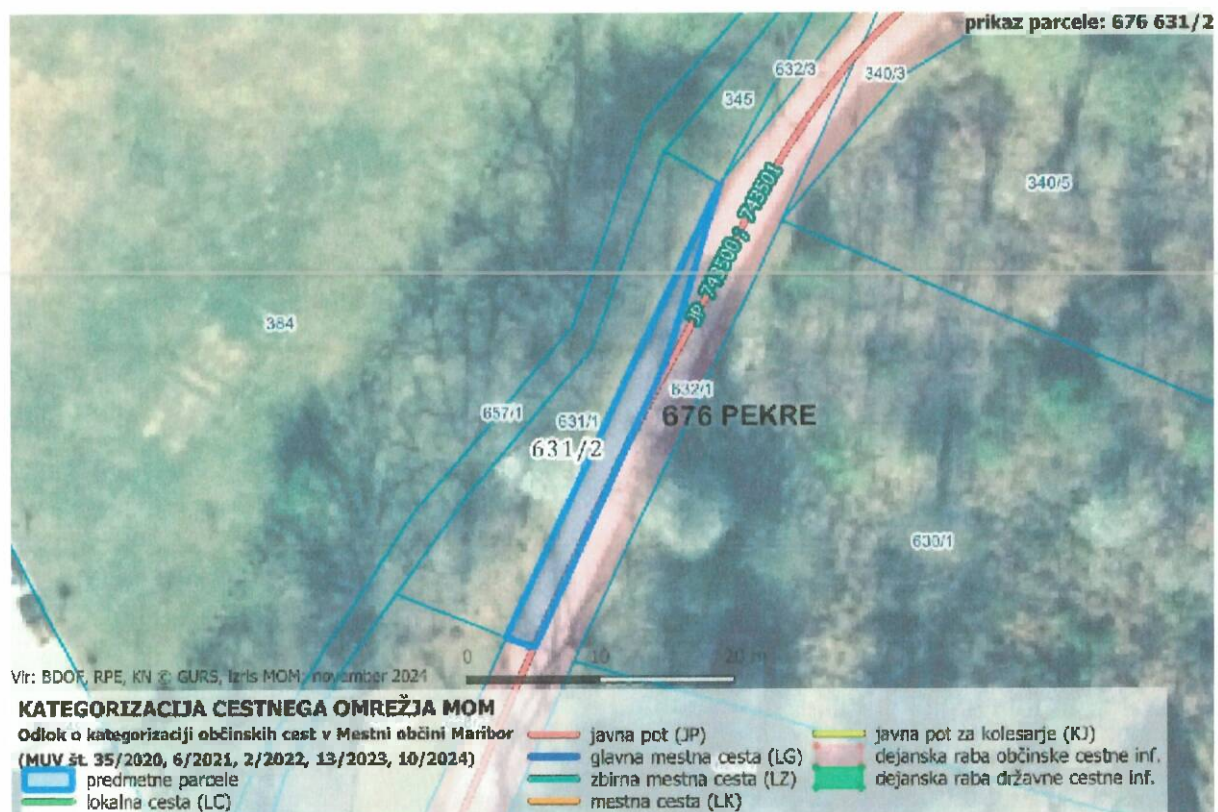 prikaz parcele: 676 631/2
632/3
340/3
345
340/5
JP 743500 ; 743501
384
632/1
657/1
631/1
676 PEKRE
631/2
630/1
0 10 20 m
Vir: BDOF, RPE, KN © GURS, Izris MOM; november 2024
KATEGORIZACIJA CESTNEGA OMREŽJA MOM
Odlok o kategorizaciji občinskih cest v Mestni občini Maribor
(MUV št. 35/2020, 6/2021, 2/2022, 13/2023, 10/2024)
predmetne parcele
lokalna cesta (LC)
javna pot (JP)
glavna mestna cesta (LG)
zbirna mestna cesta (LZ)
mestna cesta (LK)
javna pot za kolesarje (KJ)
dejanska raba občinske cestne inf.
dejanska raba državne cestne inf.